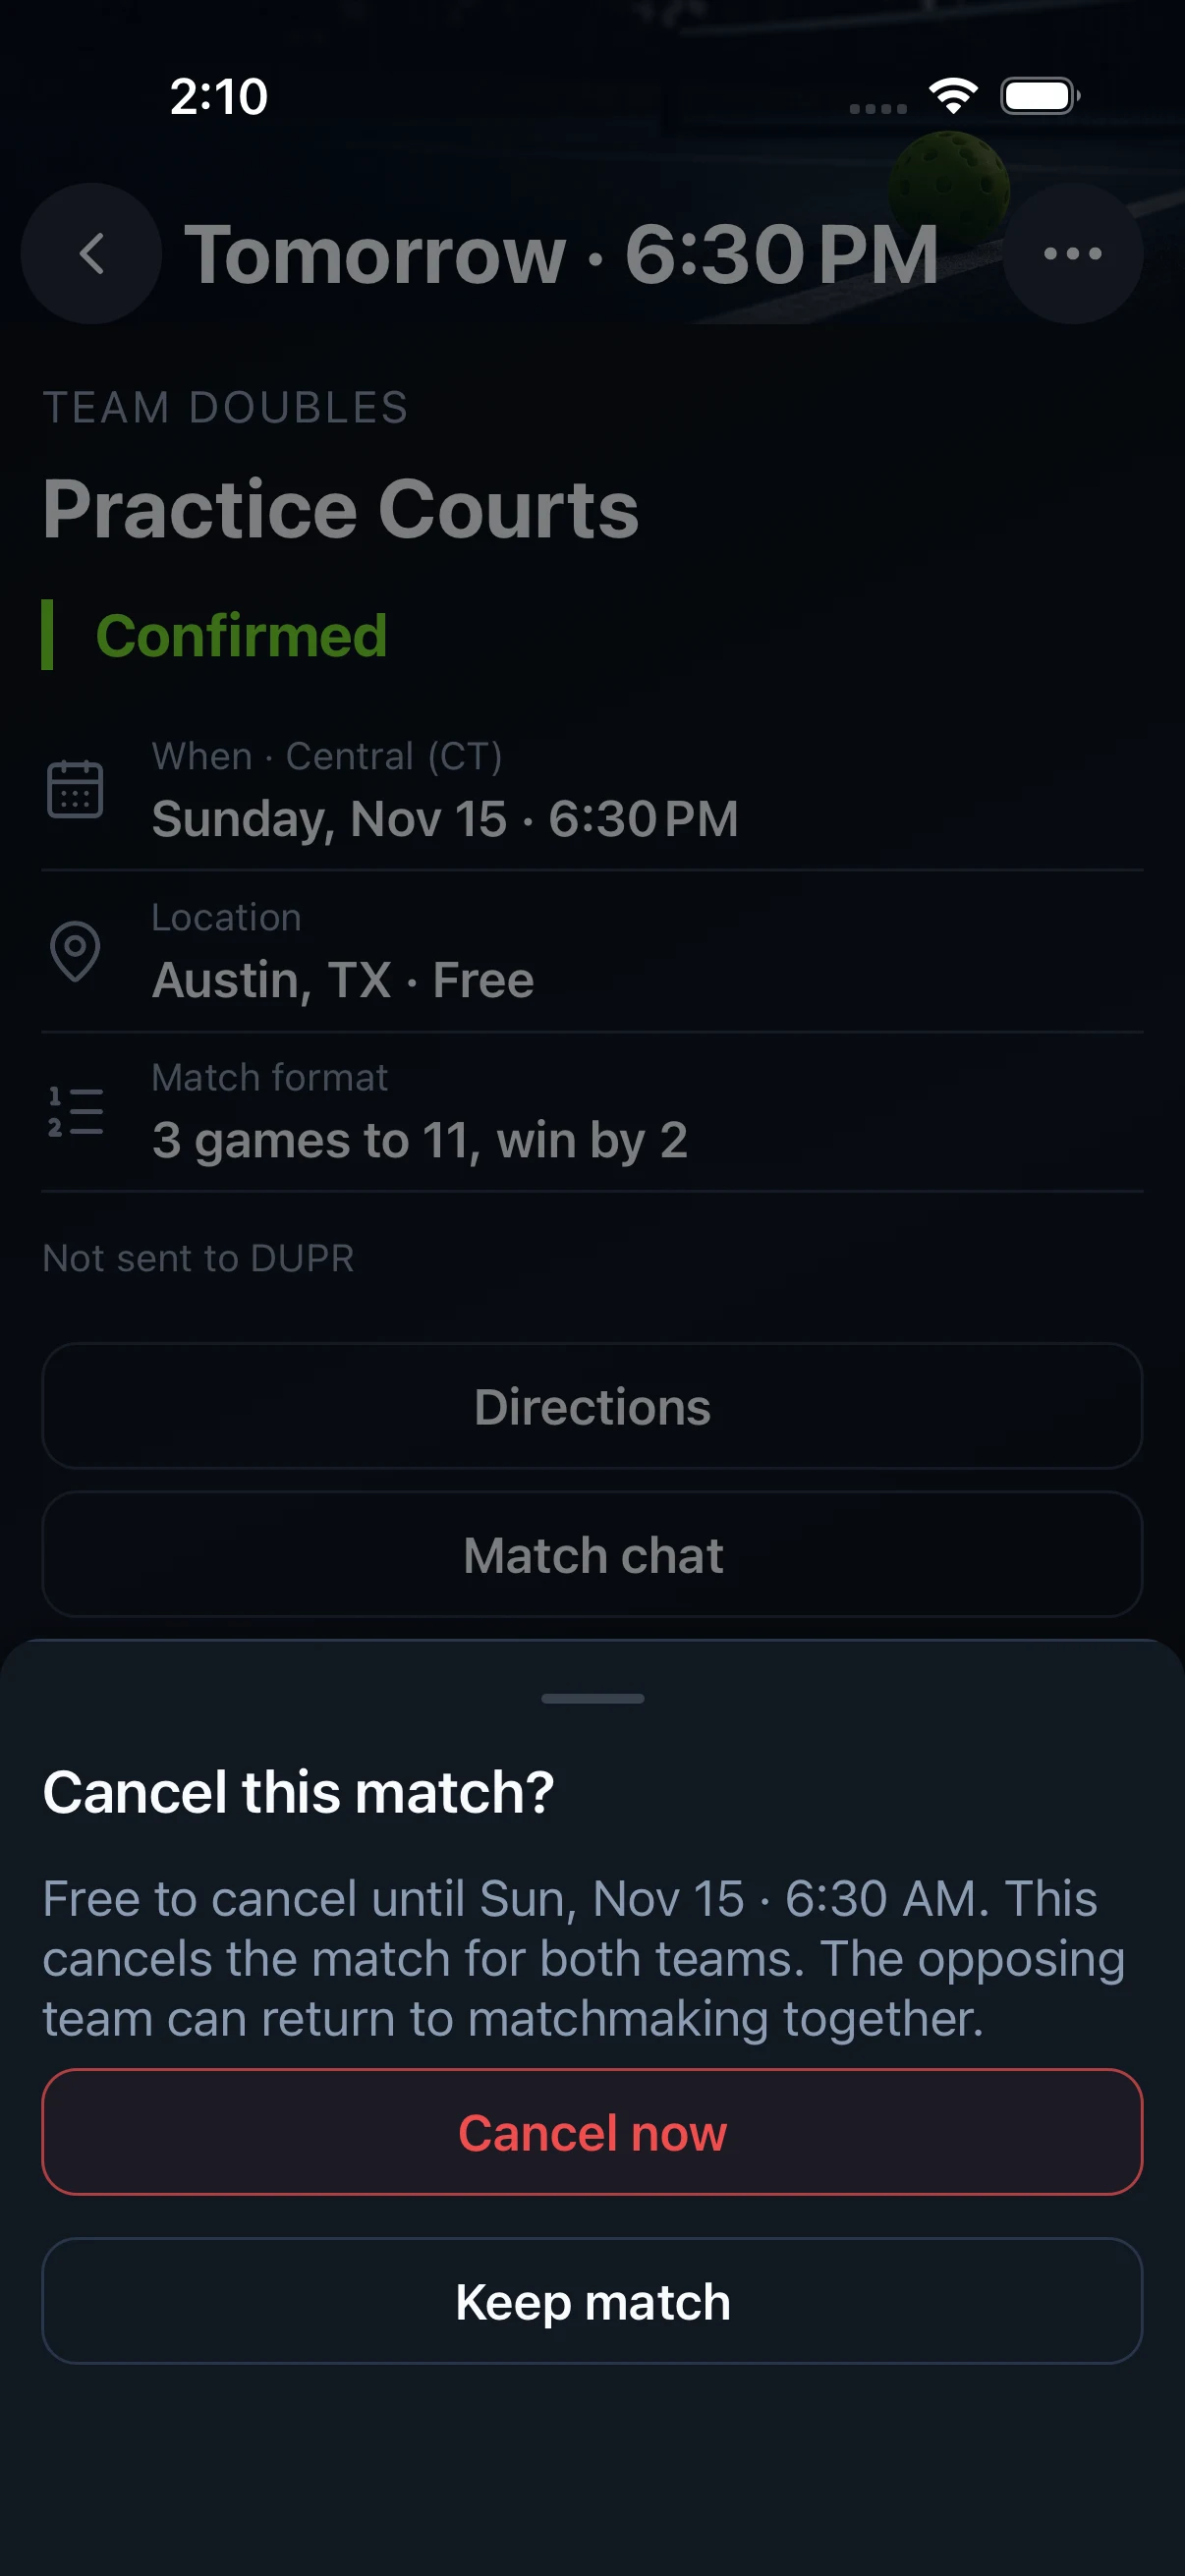 2:10
Tomorrow · 6:30 PM
TEAM DOUBLES
Practice Courts
Confirmed
When · Central (CT)
Sunday, Nov 15 · 6:30 PM
Location
Austin, TX · Free
Match format
3 games to 11, win by 2
Not sent to DUPR
Directions
Match chat
Cancel this match?
Free to cancel until Sun, Nov 15 · 6:30 AM. This
cancels the match for both teams. The opposing
team can return to matchmaking together.
Cancel now
Keep match